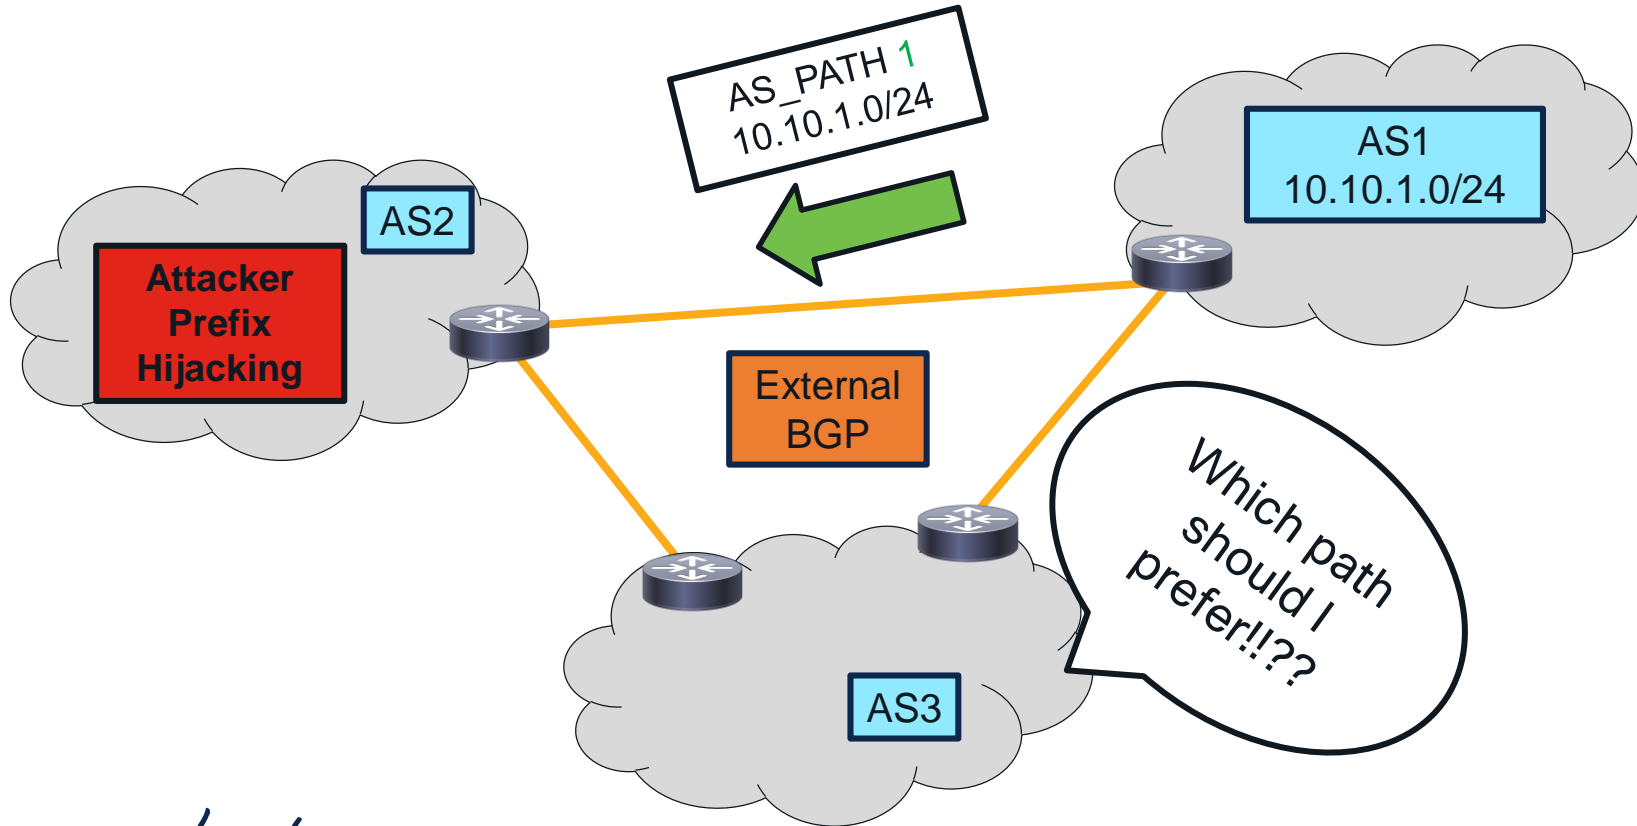 AS_PATH 1
10.10.1.0/24
AS1
10.10.1.0/24
AS2
Attacker
Prefix
Hijacking
External
BGP
Which path
should I
prefer!!??
AS3